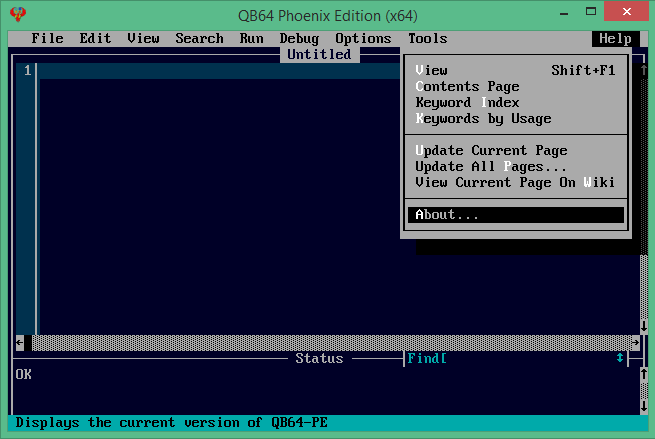 QB64 Phoenix Edition (x64)
File Edit View Search Run Debug Options Tools Help
Untitled
1
View Shift+F1
Contents Page
Keyword Index
Keywords by Usage
Update Current Page
Update All Pages...
View Current Page On Wiki
About...
Status Find[
OK
Displays the current version of QB64-PE